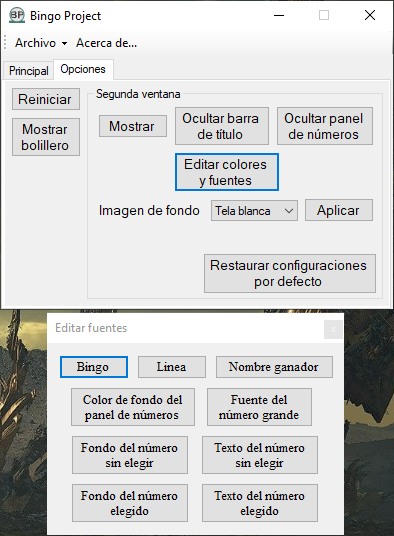 BP Bingo Project
Archivo Acerca de...
Principal Opciones
Reiniciar
Mostrar
bolillero
Segunda ventana
Mostrar
Ocultar barra
de título
Ocultar panel
de números
Editar colores
y fuentes
Imagen de fondo Tela blanca Aplicar
Restaurar configuraciones
por defecto
Editar fuentes x
Bingo Linea Nombre ganador
Color de fondo del
panel de números
Fuente del
número grande
Fondo del número
sin elegir
Texto del número
sin elegir
Fondo del número
elegido
Texto del número
elegido